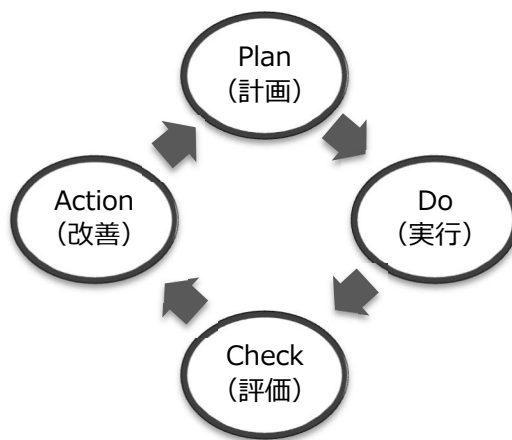 Plan
（計画）
Do
（実行）
Check
（評価）
Action
（改善）